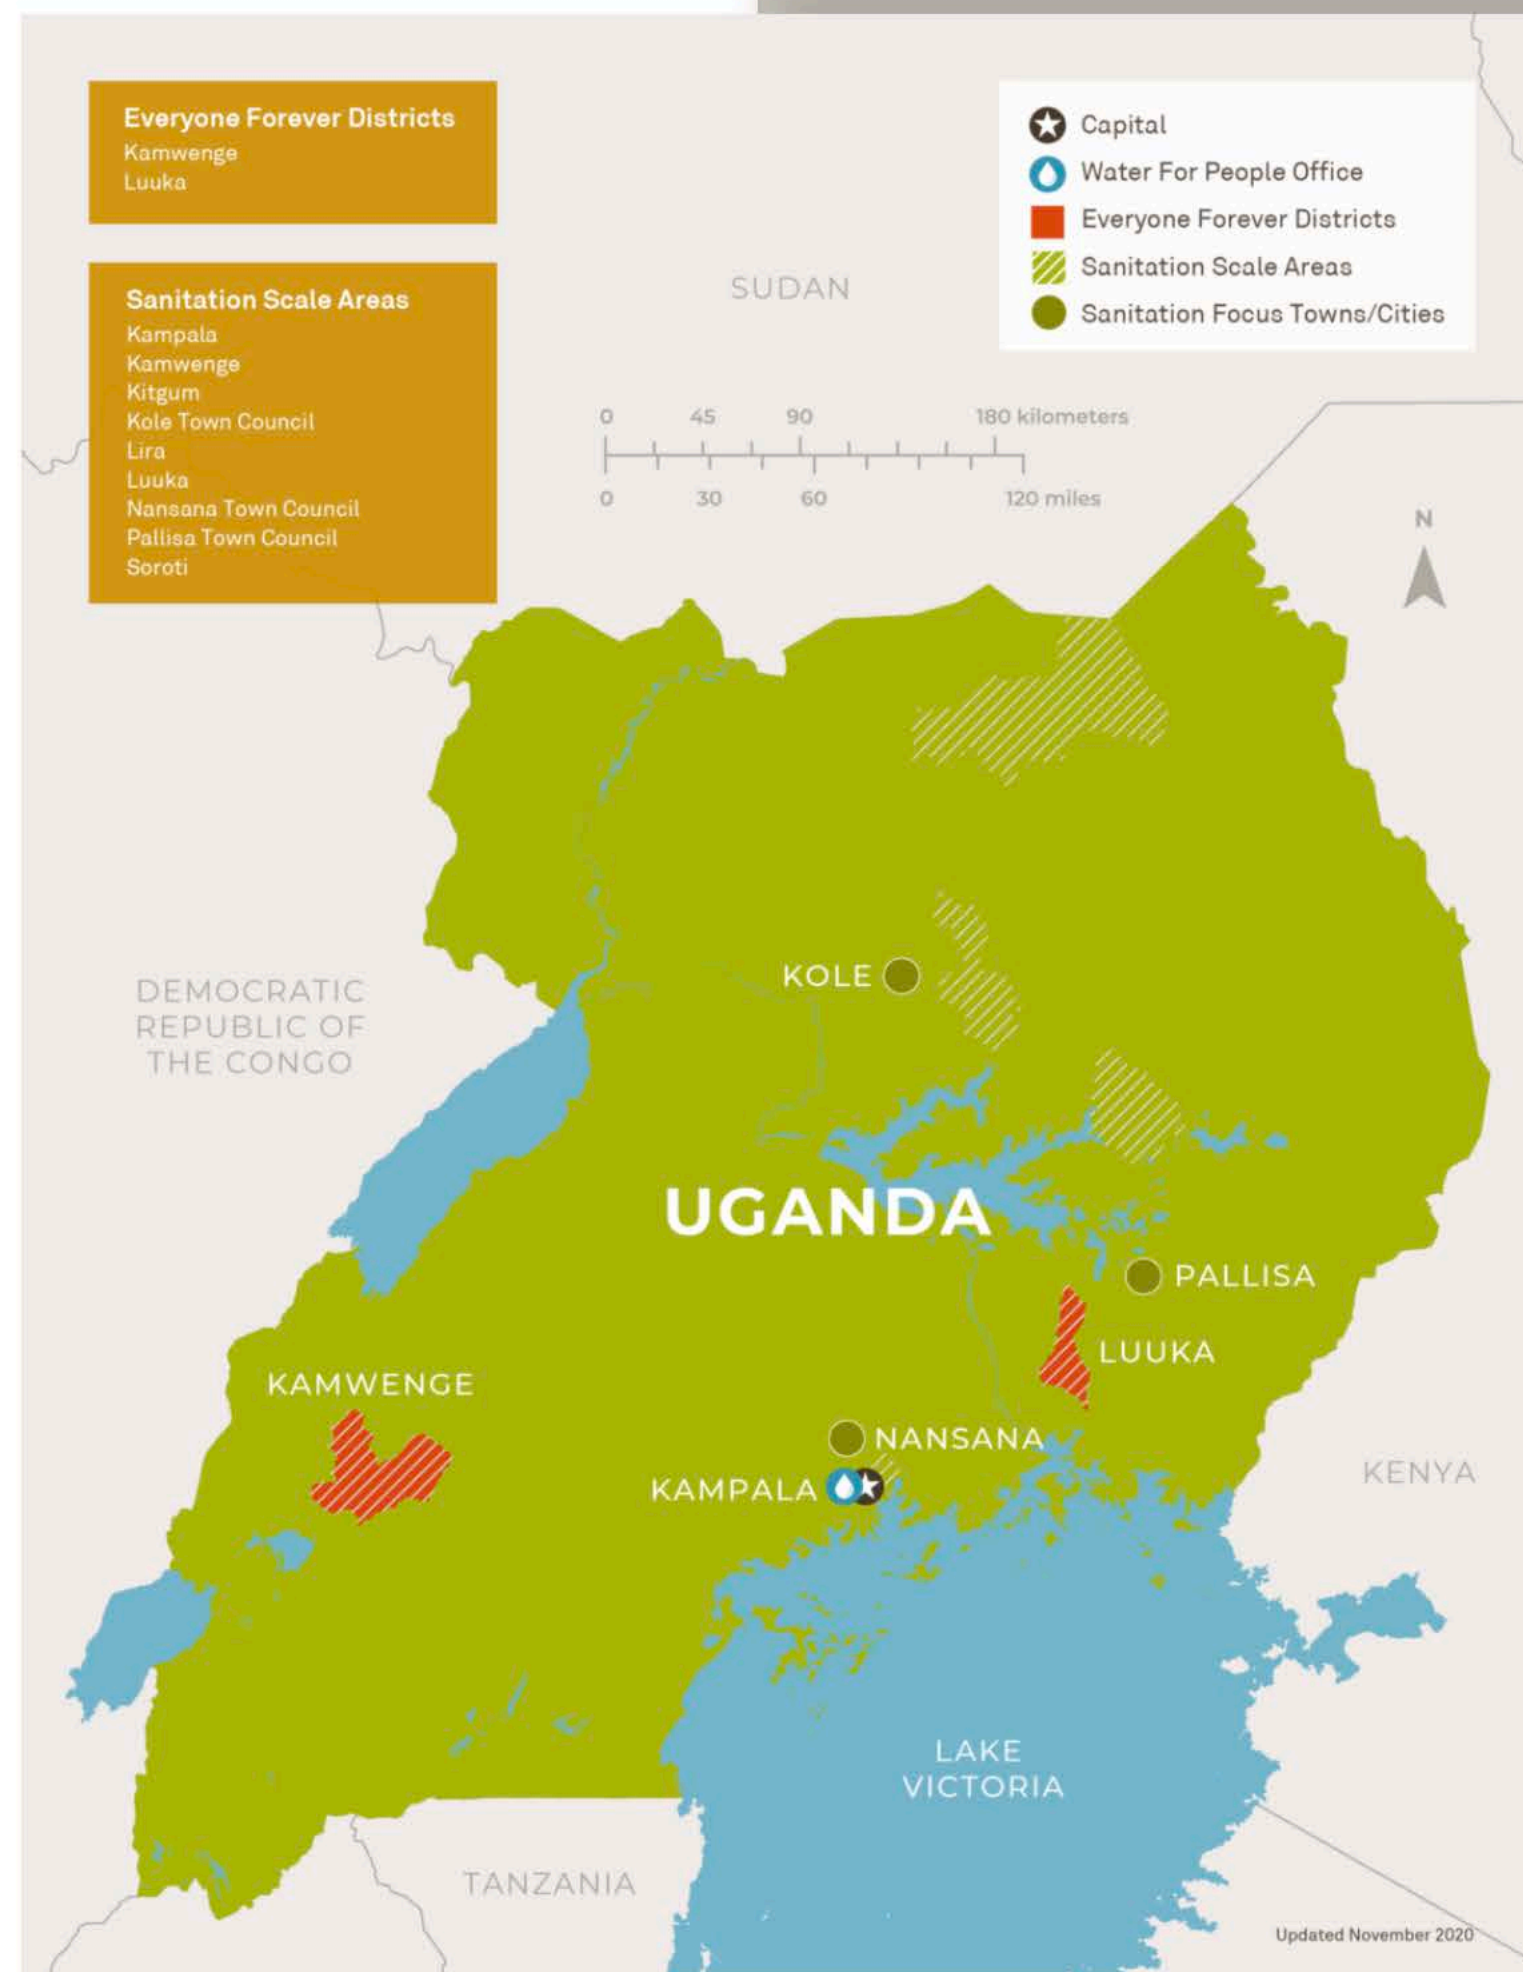 Everyone Forever Districts
Kamwenge
Luuka
Sanitation Scale Areas
Kampala
Kamwenge
Kitgum
Kole Town Council
Lira
Luuka
Nansana Town Council
Pallisa Town Council
Soroti
Capital
Water For People Office
Everyone Forever Districts
Sanitation Scale Areas
Sanitation Focus Towns/Cities
SUDAN
0 45 90 180 kilometers
0 30 60 120 miles
N
DEMOCRATIC
REPUBLIC OF
THE CONGO
KOLE
UGANDA
PALLISA
LUUKA
KAMWENGE
NANSANA
KAMPALA
KENYA
LAKE
VICTORIA
TANZANIA
Updated November 2020